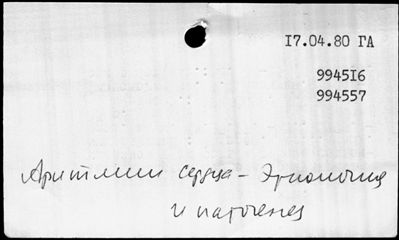 17.04.80 ГА
994516
994557
Аритмии сердца - Этиология
и патогенез